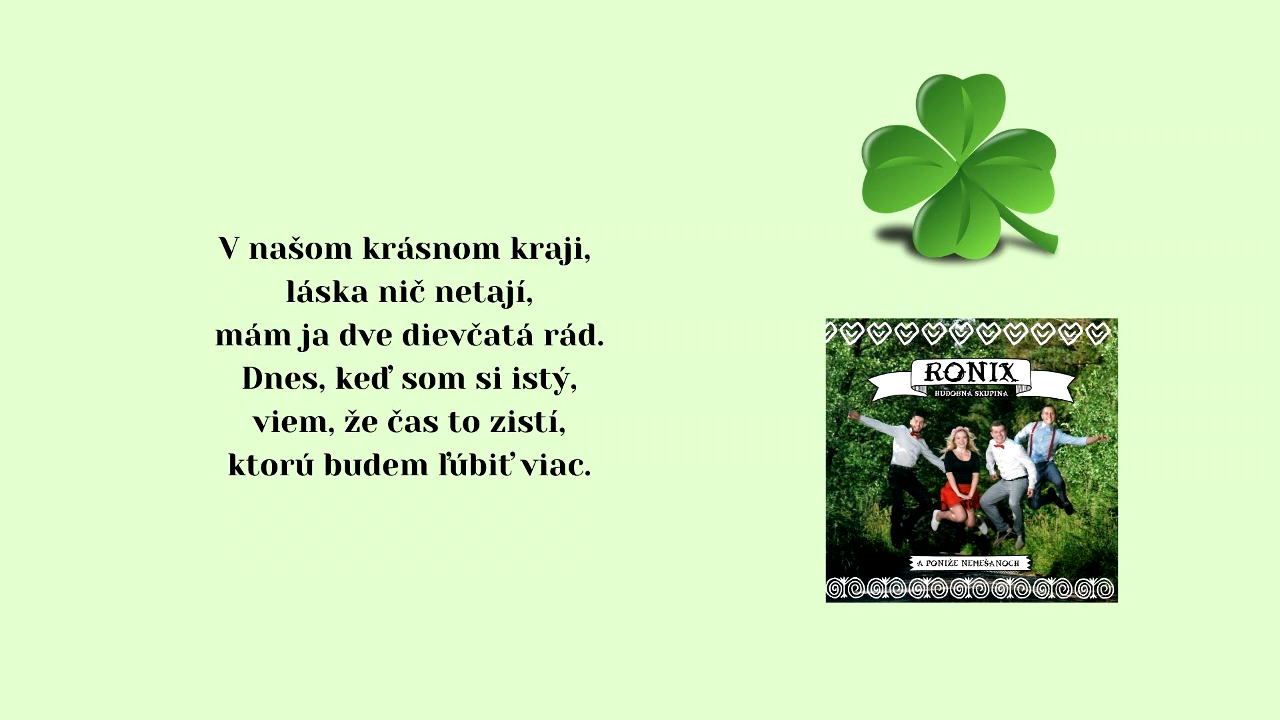 V našom krásnom kraji,
láska nič netají,
mám ja dve dievčatá rád.
Dnes, keď som si istý,
viem, že čas to zistí,
ktorú budem ľúbiť viac.
RONIX
HUDOBNÁ SKUPINA
A PONIŽE NEMEŠANOCH